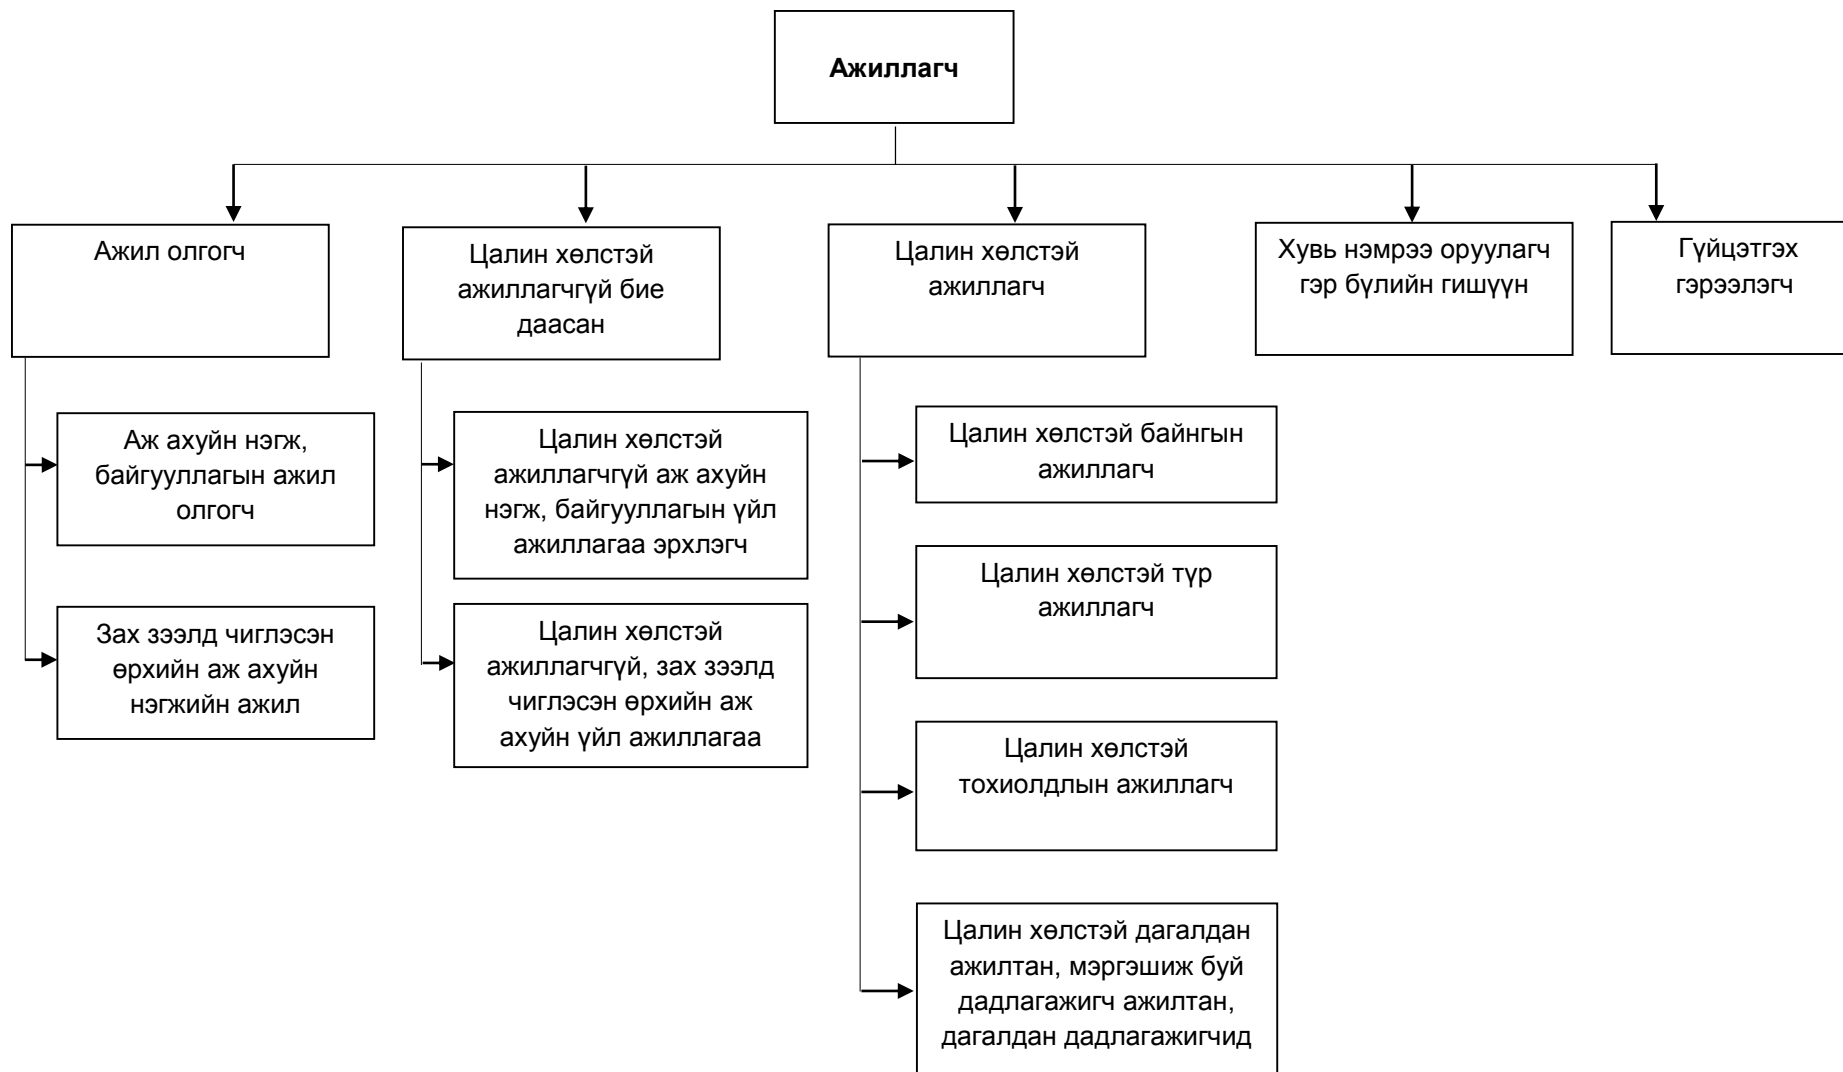 Ажиллагч
Ажил олгогч
Цалин хөлстэй
ажиллагчгүй бие
даасан
Цалин хөлстэй
ажиллагч
Хувь нэмрээ оруулагч
гэр бүлийн гишүүн
Гүйцэтгэх
гэрээлэгч
Аж ахуйн нэгж,
байгууллагын ажил
олгогч
Зах зээлд чиглэсэн
өрхийн аж ахуйн
нэгжийн ажил
Цалин хөлстэй
ажиллагчгүй аж ахуйн
нэгж, байгууллагын үйл
ажиллагаа эрхлэгч
Цалин хөлстэй
ажиллагчгүй, зах зээлд
чиглэсэн өрхийн аж
ахуйн үйл ажиллагаа
Цалин хөлстэй байнгын
ажиллагч
Цалин хөлстэй түр
ажиллагч
Цалин хөлстэй
тохиолдлын ажиллагч
Цалин хөлстэй дагалдан
ажилтан, мэргэшиж буй
дадлагажигч ажилтан,
дагалдан дадлагажигчид